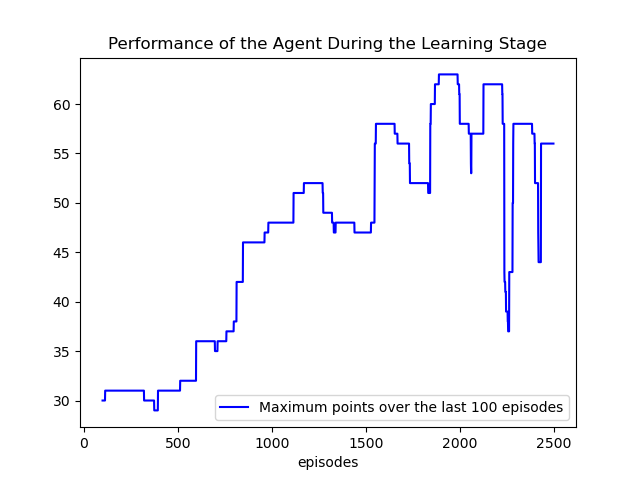 Performance of the Agent During the Learning Stage
60
55
50
45
40
35
30
Maximum points over the last 100 episodes
0 500 1000 1500 2000 2500
episodes